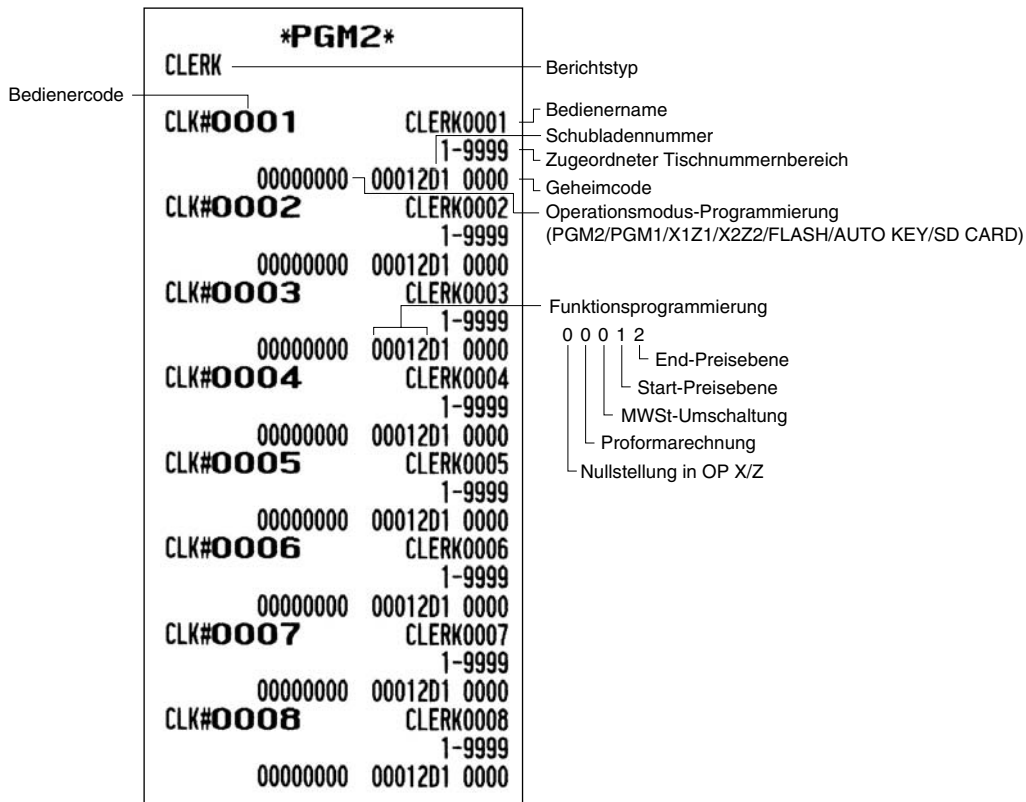 *PGM2*
CLERK
Berichtstyp
Bedienercode
CLK#0001 CLERK0001
Bedienername
Schubladennummer
1-9999
Zugeordneter Tischnummernbereich
00000000 00012D1 0000
Geheimcode
CLK#0002 CLERK0002
Operationsmodus-Programmierung
(PGM2/PGM1/X1Z1/X2Z2/FLASH/AUTO KEY/SD CARD)
1-9999
00000000 00012D1 0000
CLK#0003 CLERK0003
Funktionsprogrammierung
1-9999
0 0 0 1 2
00000000 00012D1 0000
End-Preisebene
CLK#0004 CLERK0004
Start-Preisebene
1-9999
MWSt-Umschaltung
00000000 00012D1 0000
Proformarechnung
CLK#0005 CLERK0005
Nullstellung in OP X/Z
1-9999
00000000 00012D1 0000
CLK#0006 CLERK0006
1-9999
00000000 00012D1 0000
CLK#0007 CLERK0007
1-9999
00000000 00012D1 0000
CLK#0008 CLERK0008
1-9999
00000000 00012D1 0000